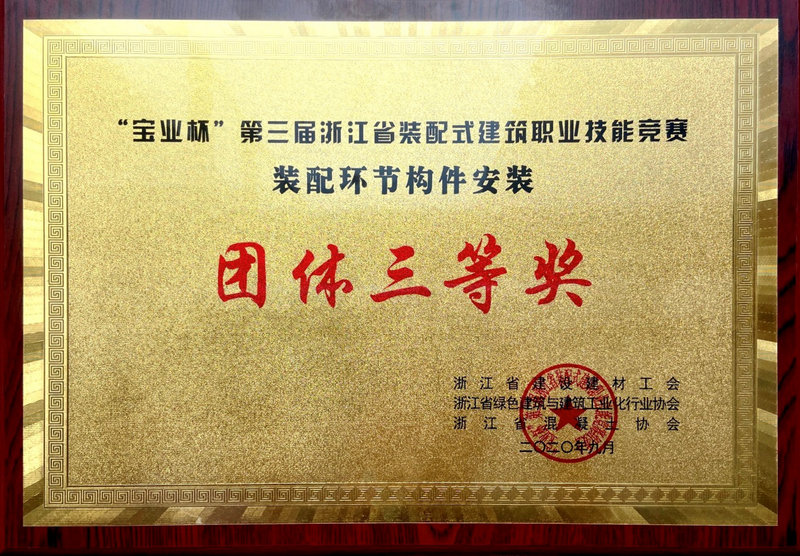 “宝业杯”第三届浙江省装配式建筑职业技能竞赛
装配环节构件安装
团体三等奖
浙江省建设建材工会
浙江省绿色建筑与建筑工业化行业协会
浙江省混凝土协会
二〇二〇年九月